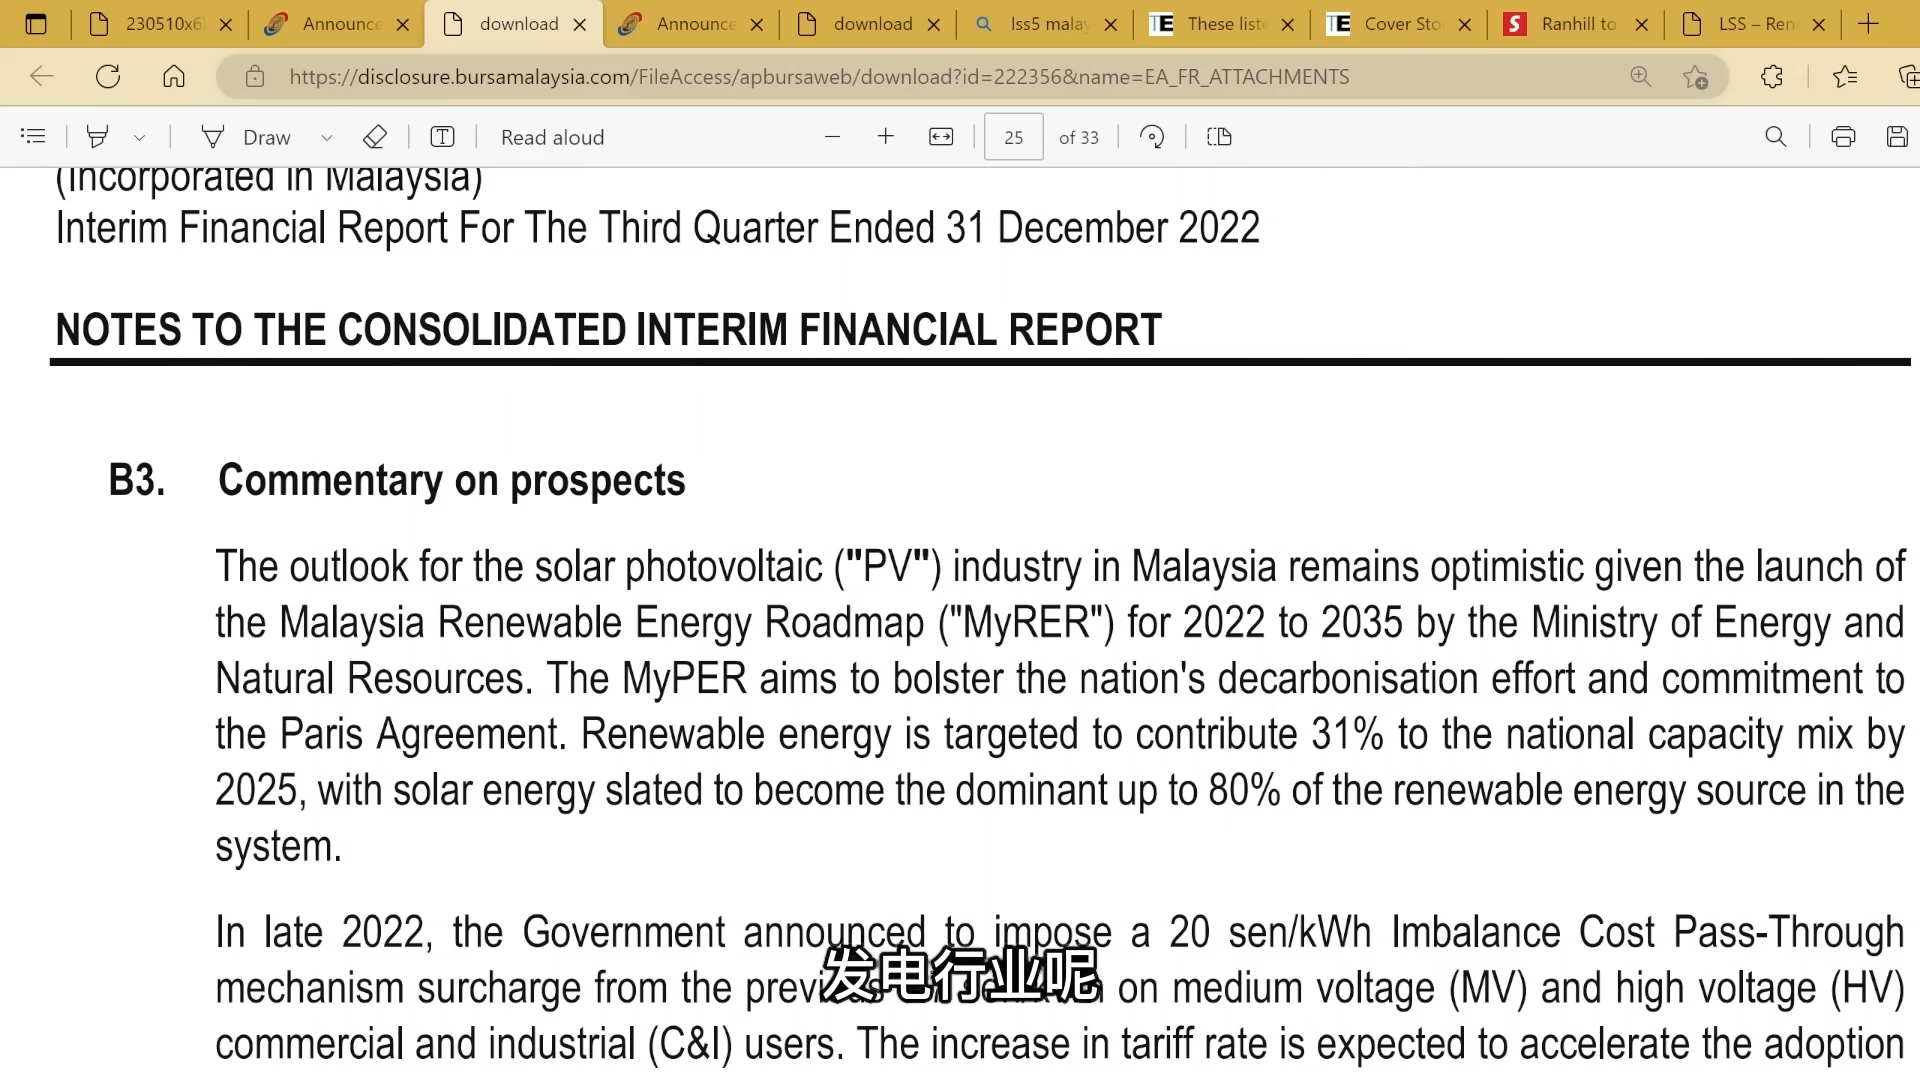 230510x6
Announce
download
Announce
download
lss5 malay
These liste
Cover Sto
Ranhill to
LSS – Ren
https://disclosure.bursamalaysia.com/FileAccess/apbursaweb/download?id=222356&name=EA_FR_ATTACHMENTS
Draw
Read aloud
25 of 33
(Incorporated in Malaysia)
Interim Financial Report For The Third Quarter Ended 31 December 2022
NOTES TO THE CONSOLIDATED INTERIM FINANCIAL REPORT
B3. Commentary on prospects
The outlook for the solar photovoltaic ("PV") industry in Malaysia remains optimistic given the launch of
the Malaysia Renewable Energy Roadmap ("MyRER") for 2022 to 2035 by the Ministry of Energy and
Natural Resources. The MyPER aims to bolster the nation's decarbonisation effort and commitment to
the Paris Agreement. Renewable energy is targeted to contribute 31% to the national capacity mix by
2025, with solar energy slated to become the dominant up to 80% of the renewable energy source in the
system.
In late 2022, the Government announced to impose a 20 sen/kWh Imbalance Cost Pass-Through
mechanism surcharge from the on medium voltage (MV) and high voltage (HV)
发电行业呢
commercial and industrial (C&I) users. The increase in tariff rate is expected to accelerate the adoption